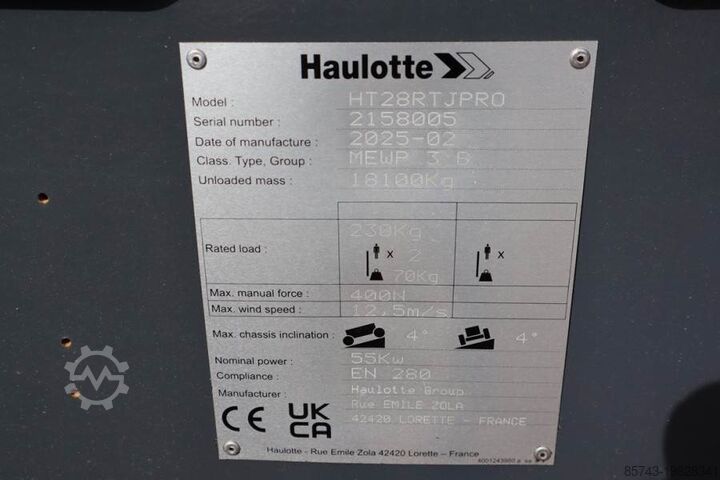 Haulotte
Model : HT28RTJPRO
Serial number : 2158005
Date of manufacture : 2025-02
Class. Type, Group : MEWP 3 B
Unloaded mass : 18100Kg
230Kg
Rated load : x 2 x
70Kg
Max. manual force : 400N
Max. wind speed : 12,5m/s
Max. chassis inclination : 4° 4°
Nominal power : 55Kw
Compliance : EN 280
Manufacturer : Haulotte Group
Rue EMILE ZOLA
42420 LORETTE - FRANCE
CE UK
CA
Haulotte - Rue Emile Zola 42420 Lorette – France